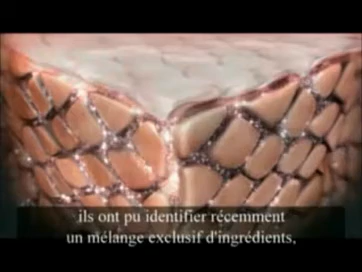 ils ont pu identifier récemment
un mélange exclusif d'ingrédients,